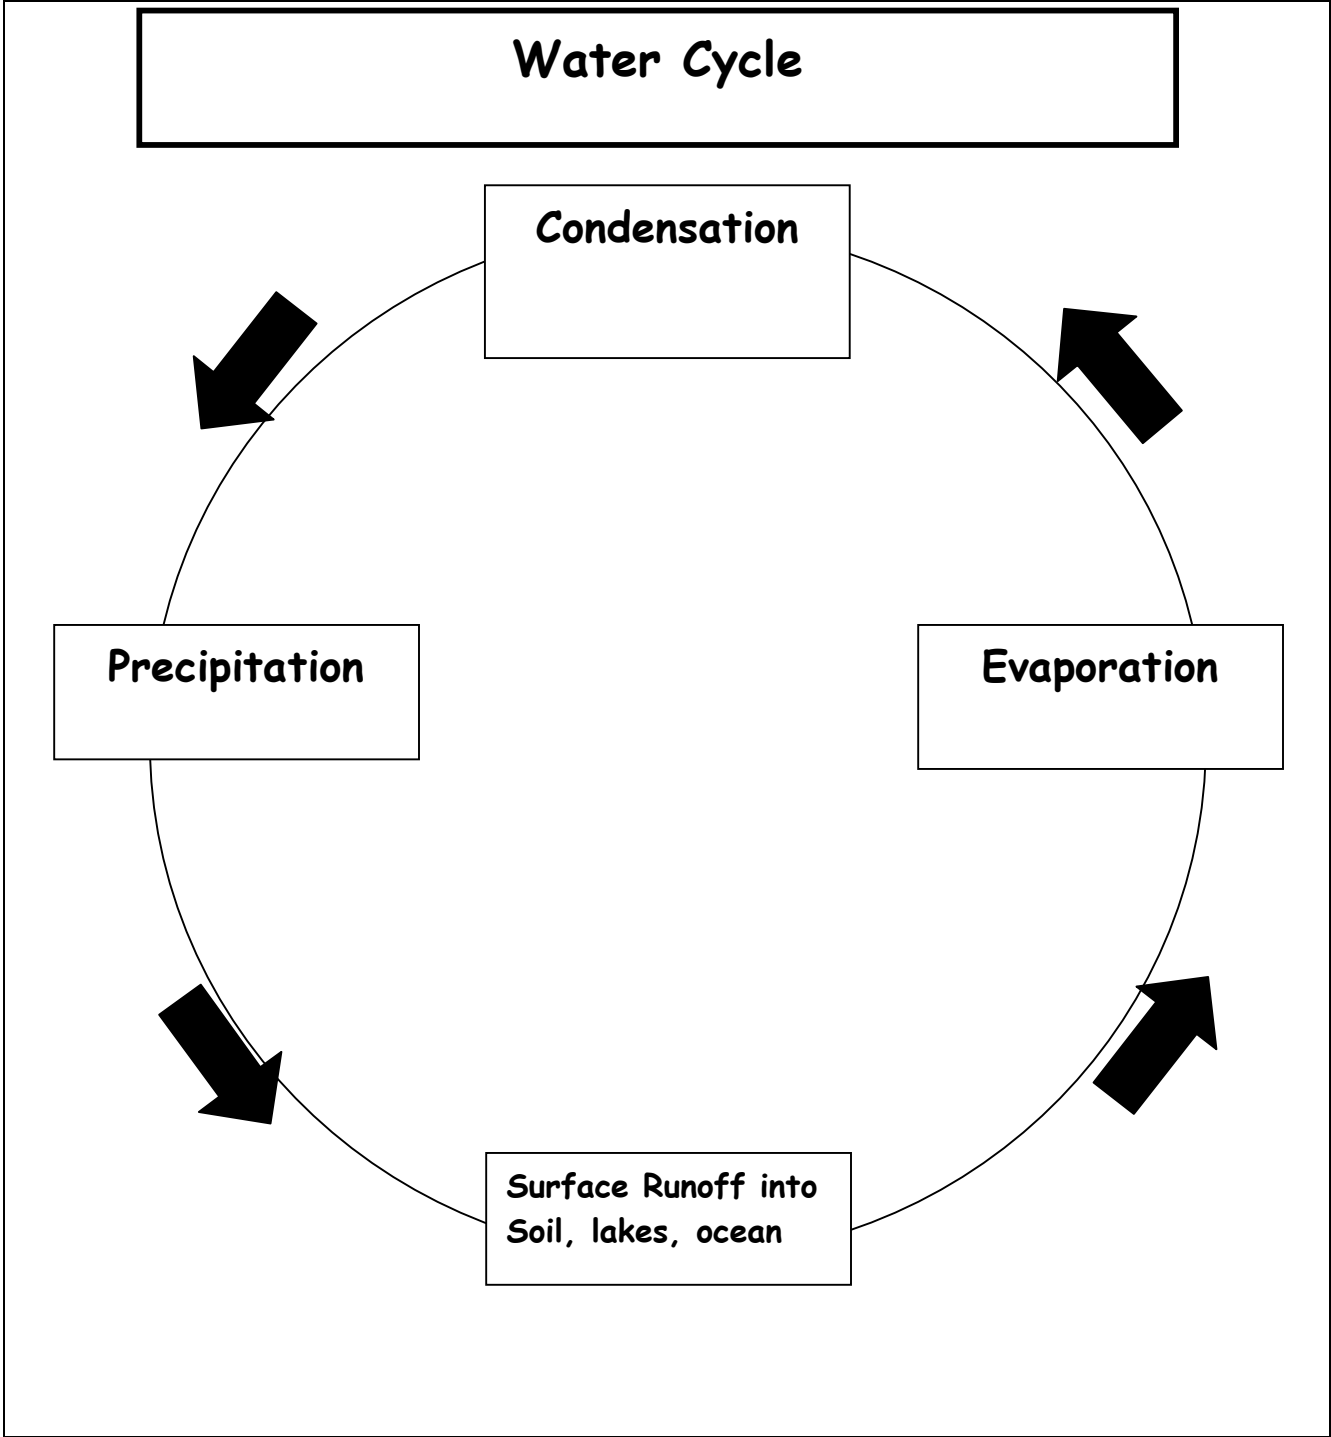 Water Cycle
Condensation
Precipitation
Evaporation
Surface Runoff into
Soil, lakes, ocean